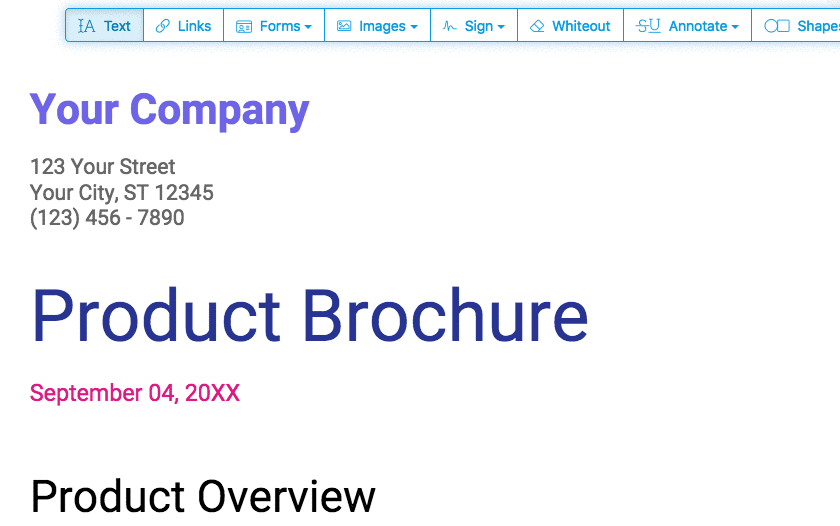 Text Links Forms Images Sign Whiteout Annotate Shapes
Your Company
123 Your Street
Your City, ST 12345
(123) 456 - 7890
Product Brochure
September 04, 20XX
Product Overview